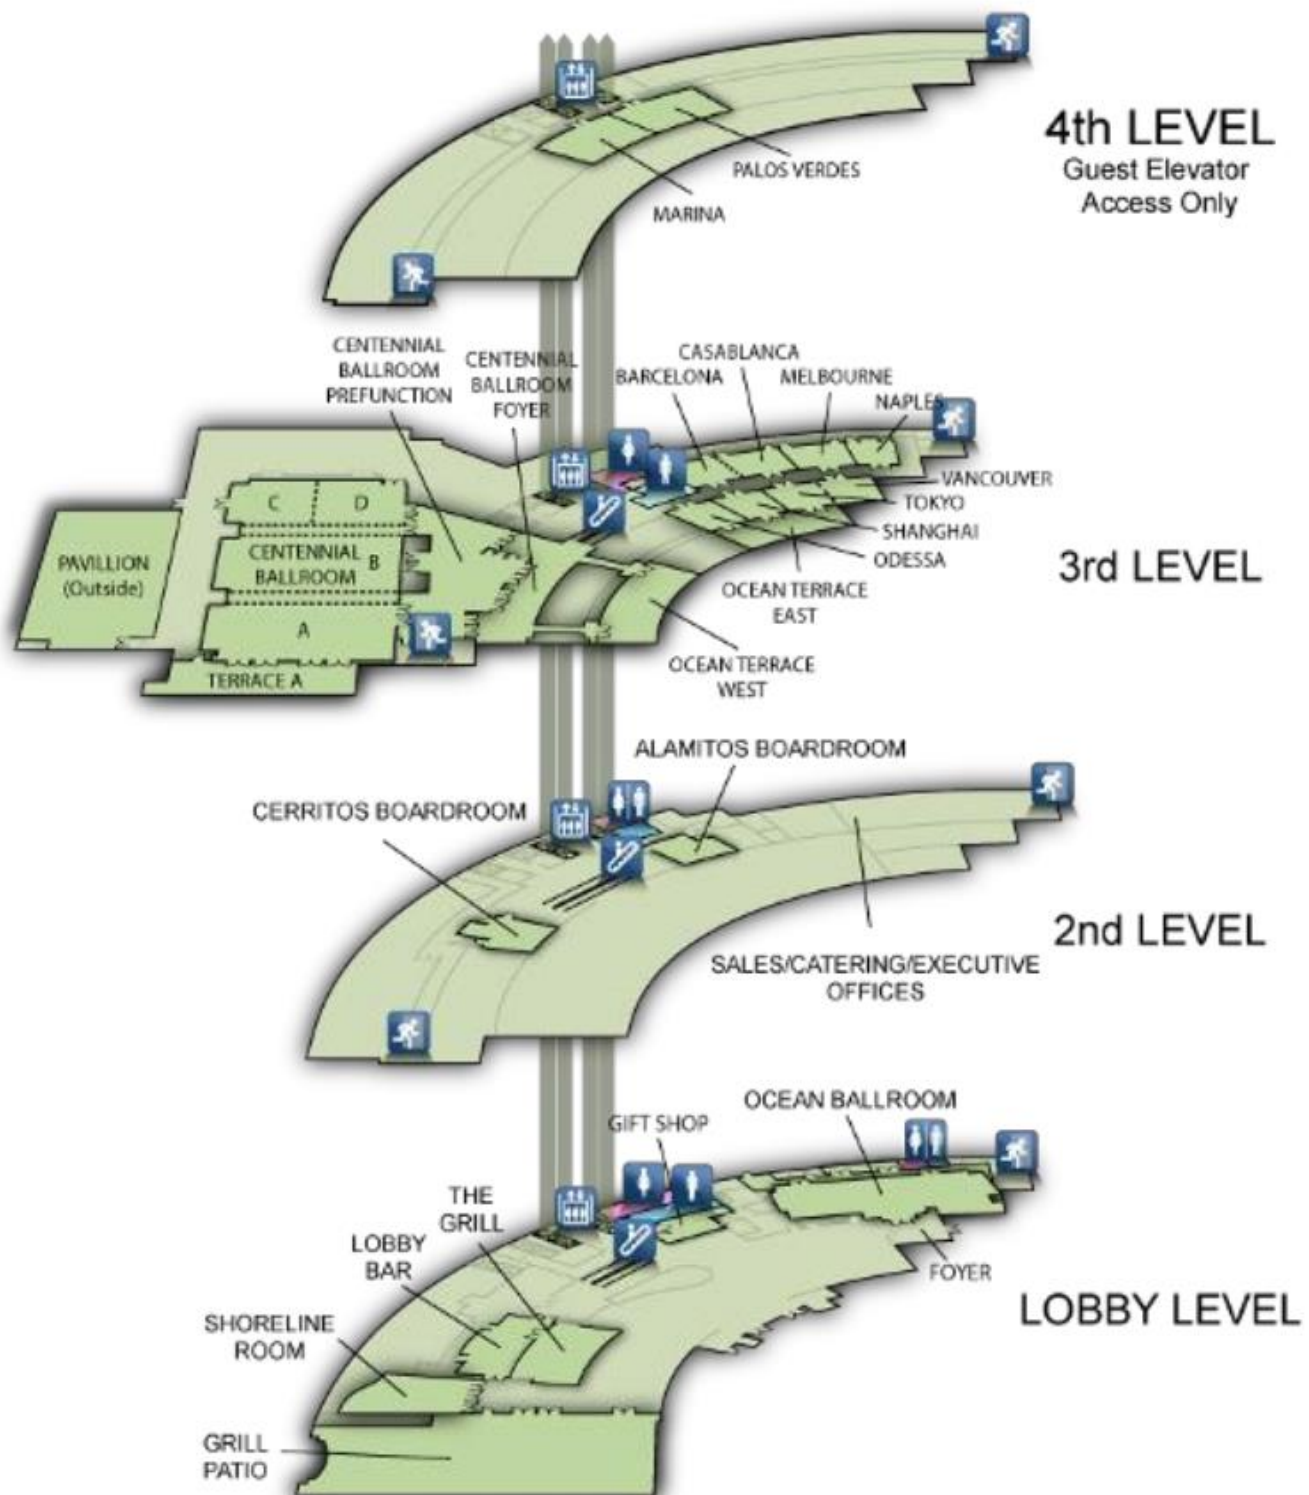 4th LEVEL
Guest Elevator
Access Only
PALOS VERDES
MARINA
CENTENNIAL
BALLROOM
PREFUNCTION
CENTENNIAL
BALLROOM
FOYER
CASABLANCA
BARCELONA
MELBOURNE
NAPLES
VANCOUVER
TOKYO
SHANGHAI
ODESSA
OCEAN TERRACE
EAST
OCEAN TERRACE
WEST
PAVILLION
(Outside)
C
D
CENTENNIAL
BALLROOM
B
A
TERRACE A
3rd LEVEL
ALAMITOS BOARDROOM
CERRITOS BOARDROOM
SALES/CATERING/EXECUTIVE
OFFICES
2nd LEVEL
OCEAN BALLROOM
GIFT SHOP
THE
GRILL
LOBBY
BAR
SHORELINE
ROOM
FOYER
GRILL
PATIO
LOBBY LEVEL